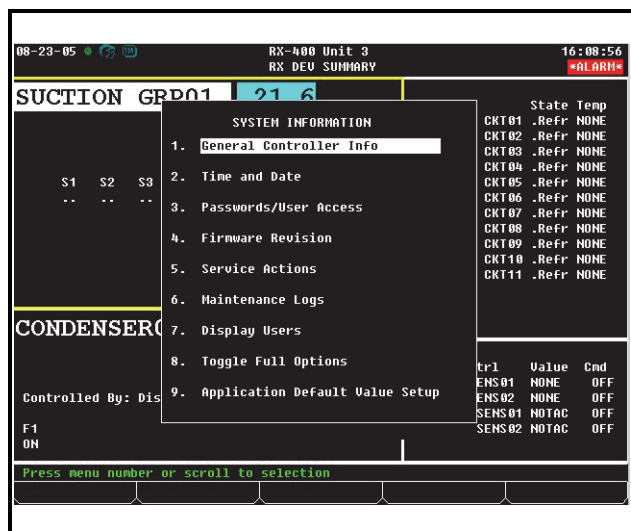 08-23-05 RX-400 Unit 3 16:08:56
RX DEV SUMMARY *ALARM*
SUCTION GRP01 21.6
State Temp
CKT01 .Refr NONE
CKT02 .Refr NONE
CKT03 .Refr NONE
CKT04 .Refr NONE
CKT05 .Refr NONE
CKT06 .Refr NONE
CKT07 .Refr NONE
CKT08 .Refr NONE
CKT09 .Refr NONE
CKT10 .Refr NONE
CKT11 .Refr NONE
S1 S2 S3
-- -- --
SYSTEM INFORMATION
1. General Controller Info
2. Time and Date
3. Passwords/User Access
4. Firmware Revision
5. Service Actions
6. Maintenance Logs
7. Display Users
8. Toggle Full Options
9. Application Default Value Setup
CONDENSER
Controlled By: Dis
F1
ON
trl Value Cmd
ENS01 NONE OFF
ENS02 NONE OFF
SENS01 NOTAC OFF
SENS02 NOTAC OFF
Press menu number or scroll to selection